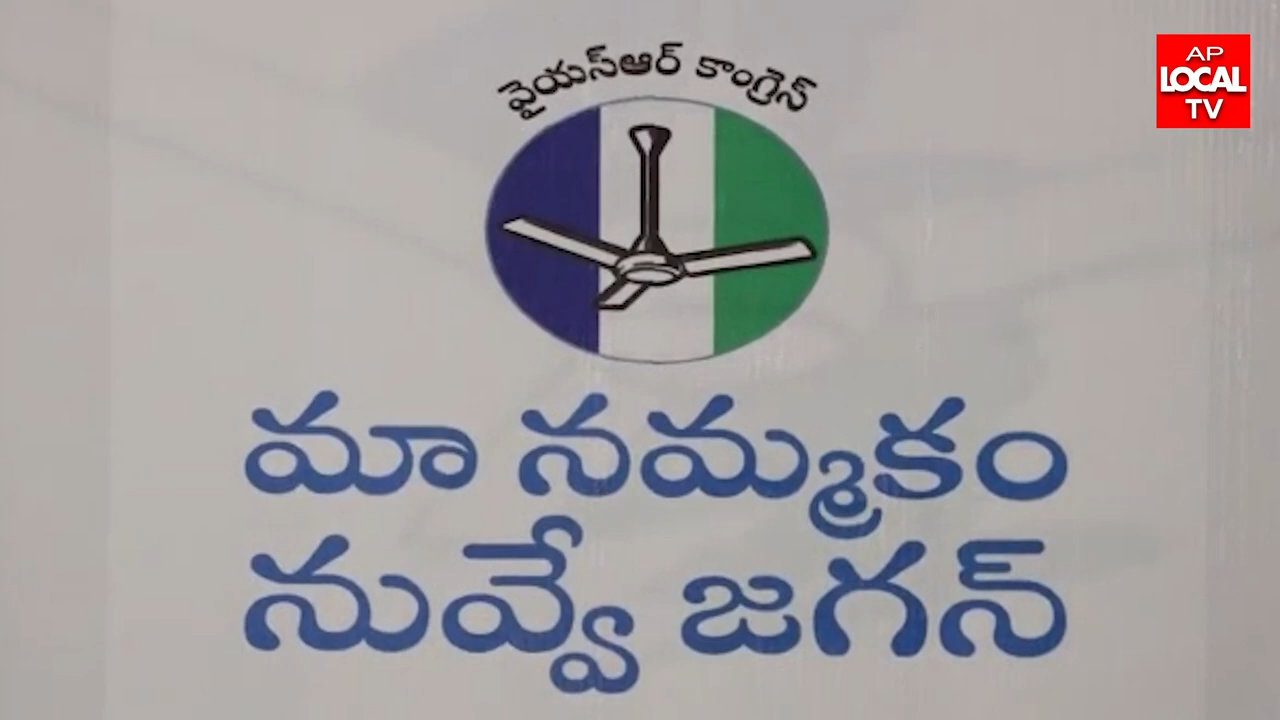 వైయస్ఆర్ కాంగ్రెస్
మా నమ్మకం
నువ్వే జగన్
AP
LOCAL
TV